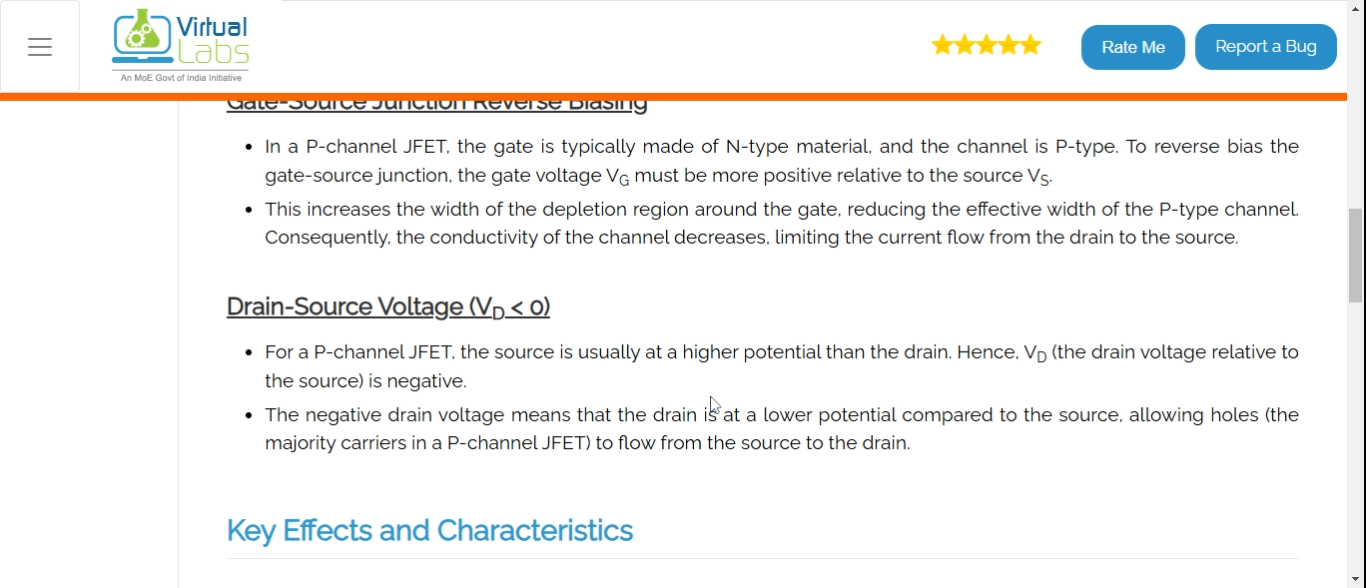 Virtual
Labs
An MoE Govt of India Initiative
Rate Me
Report a Bug
Gate-Source Junction Reverse Biasing
• In a P-channel JFET, the gate is typically made of N-type material, and the channel is P-type. To reverse bias the
gate-source junction, the gate voltage VG must be more positive relative to the source VS.
• This increases the width of the depletion region around the gate, reducing the effective width of the P-type channel.
Consequently, the conductivity of the channel decreases, limiting the current flow from the drain to the source.
Drain-Source Voltage (VD < 0)
• For a P-channel JFET, the source is usually at a higher potential than the drain. Hence, VD (the drain voltage relative to
the source) is negative.
• The negative drain voltage means that the drain is at a lower potential compared to the source, allowing holes (the
majority carriers in a P-channel JFET) to flow from the source to the drain.
Key Effects and Characteristics